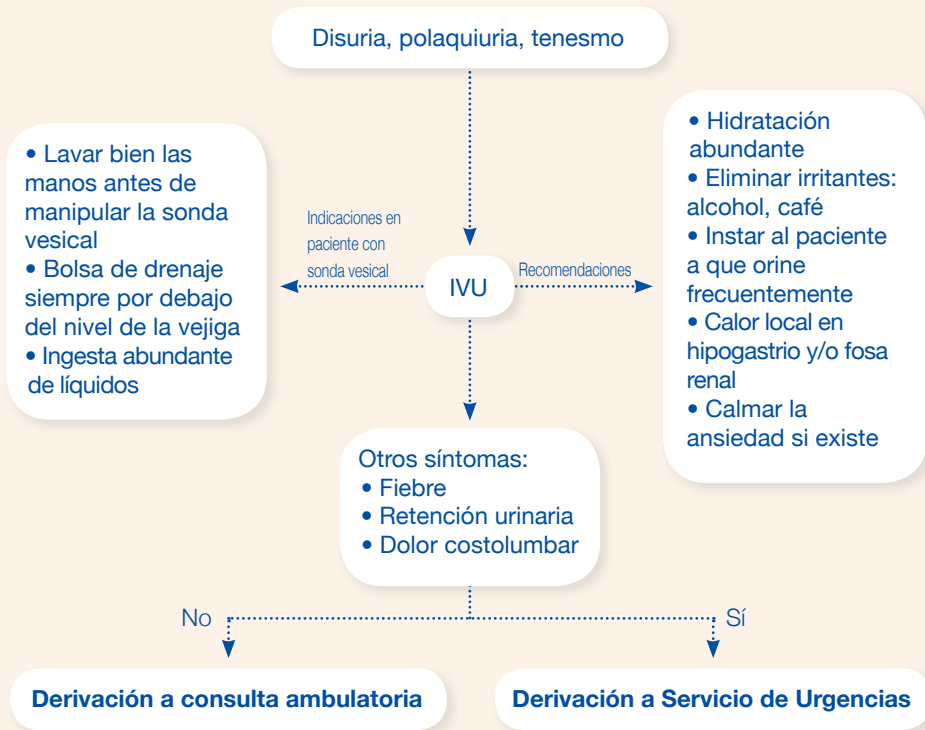 Disuria, polaquiuria, tenesmo
• Lavar bien las
manos antes de
manipular la sonda
vesical
• Bolsa de drenaje
siempre por debajo
del nivel de la vejiga
• Ingesta abundante
de líquidos
Indicaciones en
paciente con
sonda vesical
IVU
Recomendaciones
• Hidratación
abundante
• Eliminar irritantes:
alcohol, café
• Instar al paciente
a que orine
frecuentemente
• Calor local en
hipogastrio y/o fosa
renal
• Calmar la
ansiedad si existe
Otros síntomas:
• Fiebre
• Retención urinaria
• Dolor costolumbar
No
Sí
Derivación a consulta ambulatoria
Derivación a Servicio de Urgencias